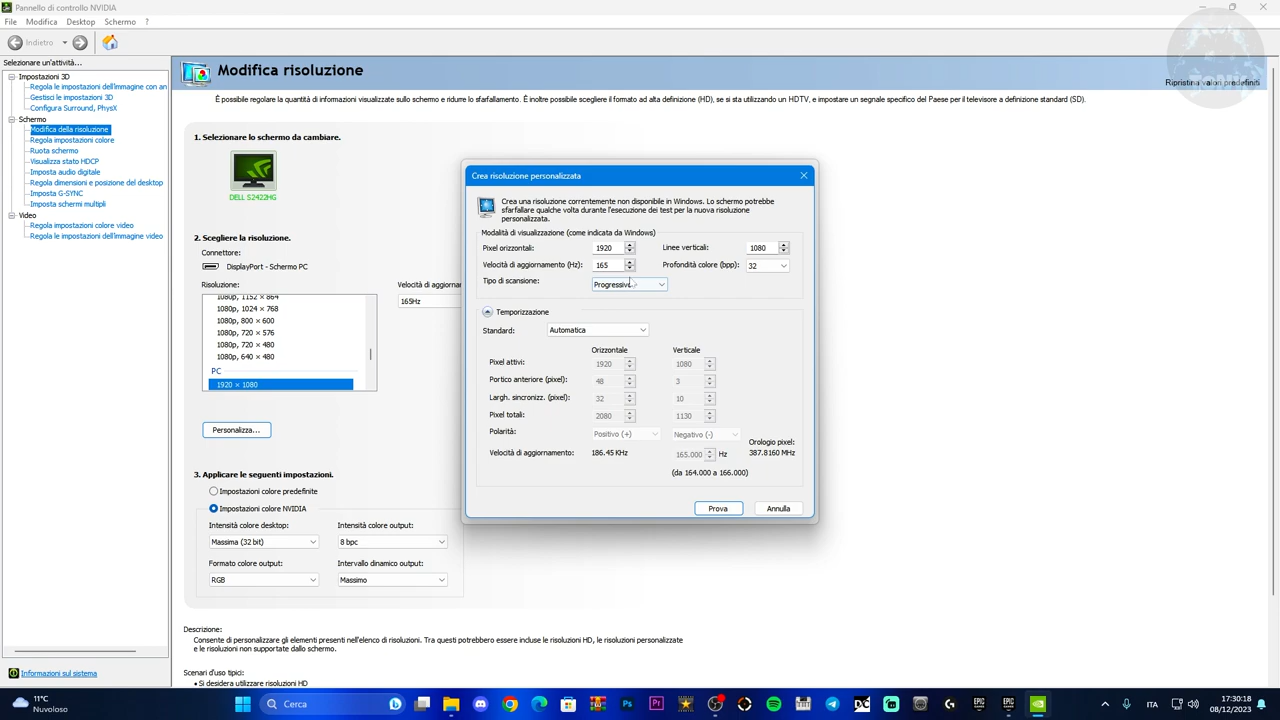 Pannello di controllo NVIDIA
File Modifica Desktop Schermo ?
Indietro
Selezionare un'attività...
Impostazioni 3D
Regola le impostazioni dell'immagine con an
Gestisci le impostazioni 3D
Configura Surround, PhysX
Schermo
Modifica della risoluzione
Regola impostazioni colore
Ruota schermo
Visualizza stato HDCP
Imposta audio digitale
Regola dimensioni e posizione del desktop
Imposta G-SYNC
Imposta schermi multipli
Video
Regola impostazioni colore video
Regola le impostazioni dell'immagine video
Informazioni sul sistema
Modifica risoluzione
Ripristina valori predefiniti
È possibile regolare la quantità di informazioni visualizzate sullo schermo e ridurre lo sfarfallamento. È inoltre possibile scegliere il formato ad alta definizione (HD), se si sta utilizzando un HDTV, e impostare un segnale specifico del Paese per il televisore a definizione standard (SD).
1. Selezionare lo schermo da cambiare.
DELL S2422HG
2. Scegliere la risoluzione.
Connettore:
DisplayPort - Schermo PC
Risoluzione:
Velocità di aggiornar
165Hz
1080p, 1152 × 864
1080p, 1024 × 768
1080p, 800 × 600
1080p, 720 × 576
1080p, 720 × 480
1080p, 640 × 480
PC
1920 × 1080
Personalizza...
3. Applicare le seguenti impostazioni.
Impostazioni colore predefinite
Impostazioni colore NVIDIA
Intensità colore desktop:
Intensità colore output:
Massima (32 bit)
8 bpc
Formato colore output:
Intervallo dinamico output:
RGB
Massimo
Descrizione:
Consente di personalizzare gli elementi presenti nell'elenco di risoluzioni. Tra questi potrebbero essere incluse le risoluzioni HD, le risoluzioni personalizzate
e le risoluzioni non supportate dallo schermo.
Scenari d'uso tipici:
• Si desidera utilizzare risoluzioni HD
Crea risoluzione personalizzata
Crea una risoluzione correntemente non disponibile in Windows. Lo schermo potrebbe
sfarfallare qualche volta durante l'esecuzione dei test per la nuova risoluzione
personalizzata.
Modalità di visualizzazione (come indicata da Windows)
Pixel orizzontali: 1920 Linee verticali: 1080
Velocità di aggiornamento (Hz): 165 Profondità colore (bpp): 32
Tipo di scansione: Progressivo
Temporizzazione
Standard: Automatica
Orizzontale Verticale
Pixel attivi: 1920 1080
Portico anteriore (pixel): 48 3
Largh. sincronizz. (pixel): 32 10
Pixel totali: 2080 1130
Polarità: Positivo (+) Negativo (-)
Orologio pixel:
Velocità di aggiornamento: 186.45 KHz 165.000 Hz 387.8160 MHz
(da 164.000 a 166.000)
Prova Annulla
11°C
Nuvoloso
Cerca
17:30:18
08/12/2023